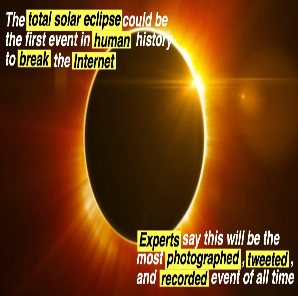 The total solar eclipse could be
the first event in human history
to break the Internet
Experts say this will be the
most photographed, tweeted,
and recorded event of all time